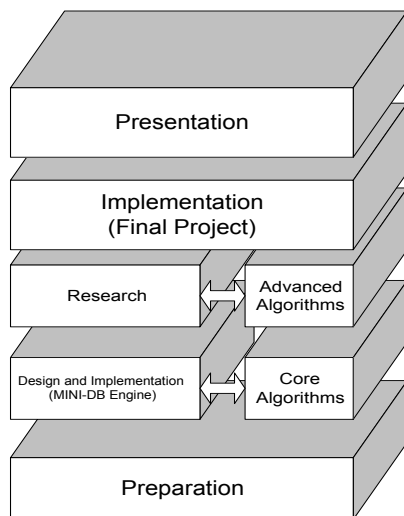 Presentation
Implementation
(Final Project)
Research
Advanced
Algorithms
Design and Implementation
(MINI-DB Engine)
Core
Algorithms
Preparation